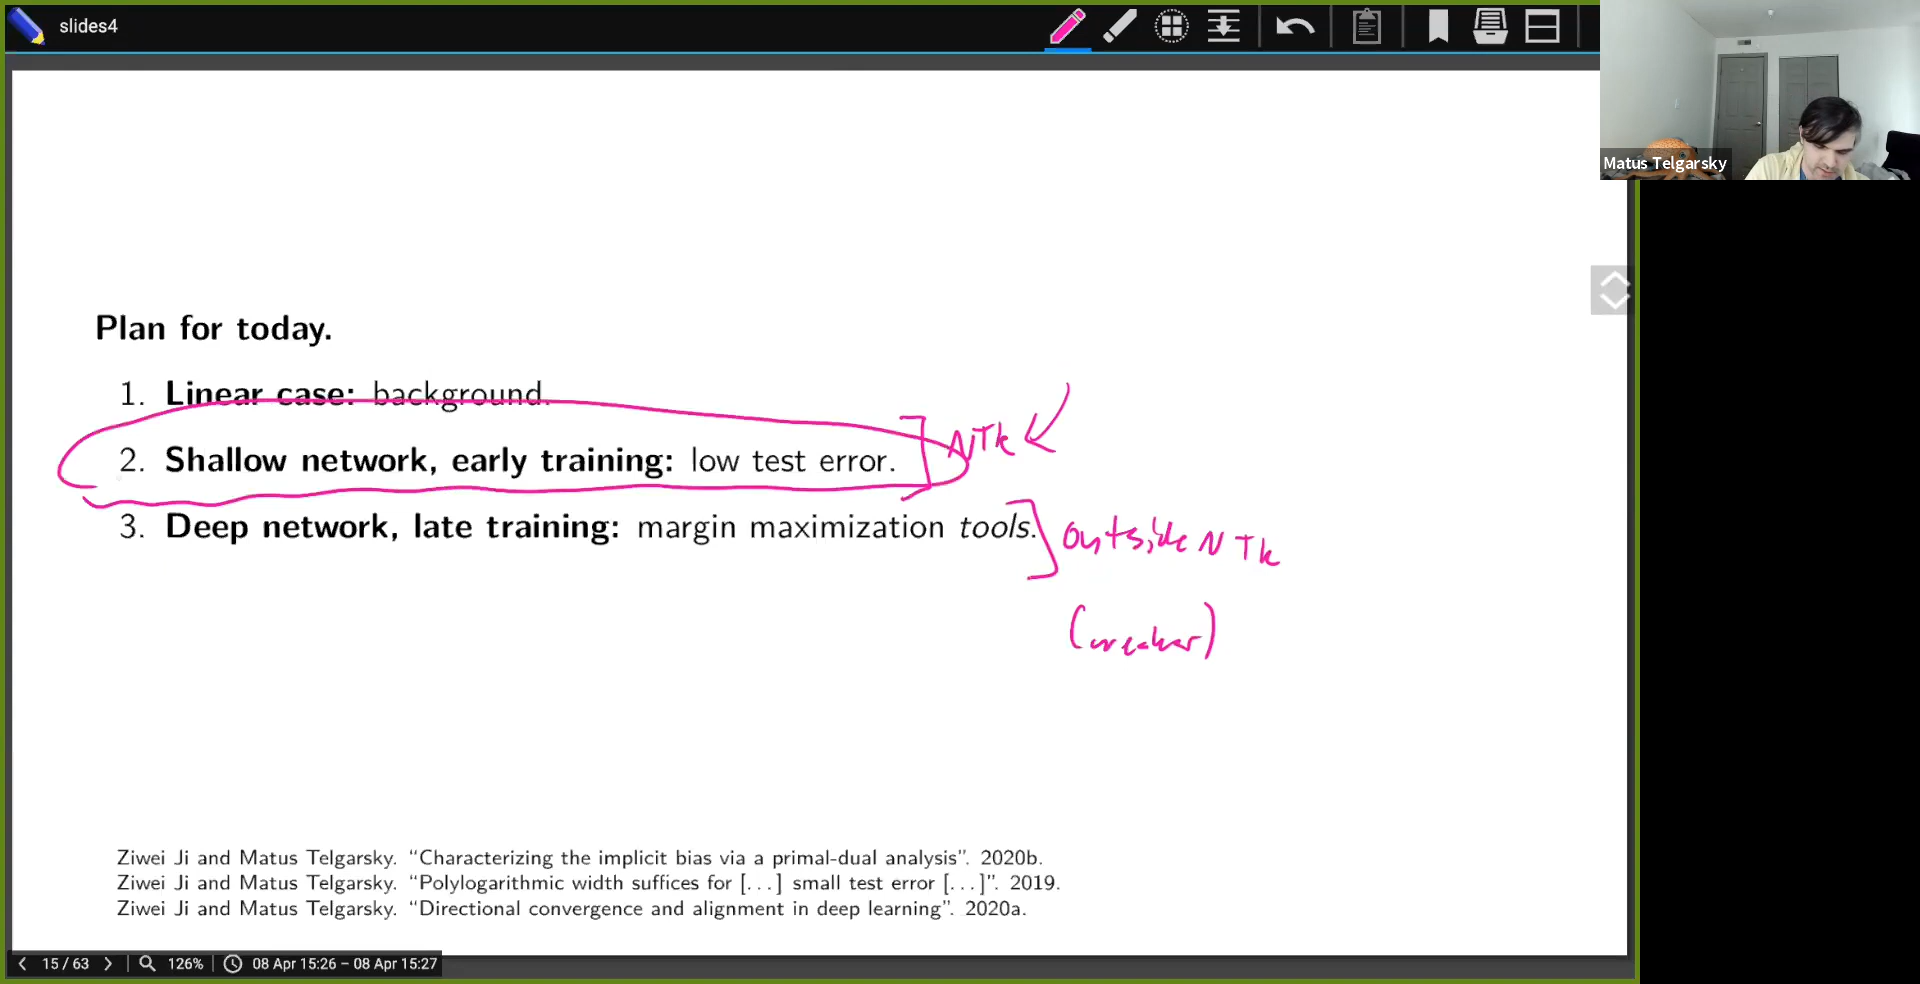 slides4
Matus Telgarsky
Plan for today.
1. Linear case: background.
2. Shallow network, early training: low test error.
NTK
3. Deep network, late training: margin maximization tools.
outside NTK
(weaker)
Ziwei Ji and Matus Telgarsky. “Characterizing the implicit bias via a primal-dual analysis”. 2020b.
Ziwei Ji and Matus Telgarsky. “Polylogarithmic width suffices for [...] small test error [...]”. 2019.
Ziwei Ji and Matus Telgarsky. “Directional convergence and alignment in deep learning”. 2020a.
15 / 63 126% 08 Apr 15:26 – 08 Apr 15:27